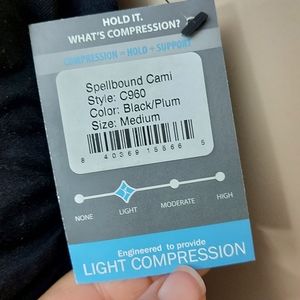 HOLD IT.
WHAT'S COMPRESSION?
COMPRESSION = HOLD + SUPPORT
Spellbound Cami
Style: C960
Color: Black/Plum
Size: Medium
8 40369 15866 5
NONE LIGHT MODERATE HIGH
Engineered to provide
LIGHT COMPRESSION